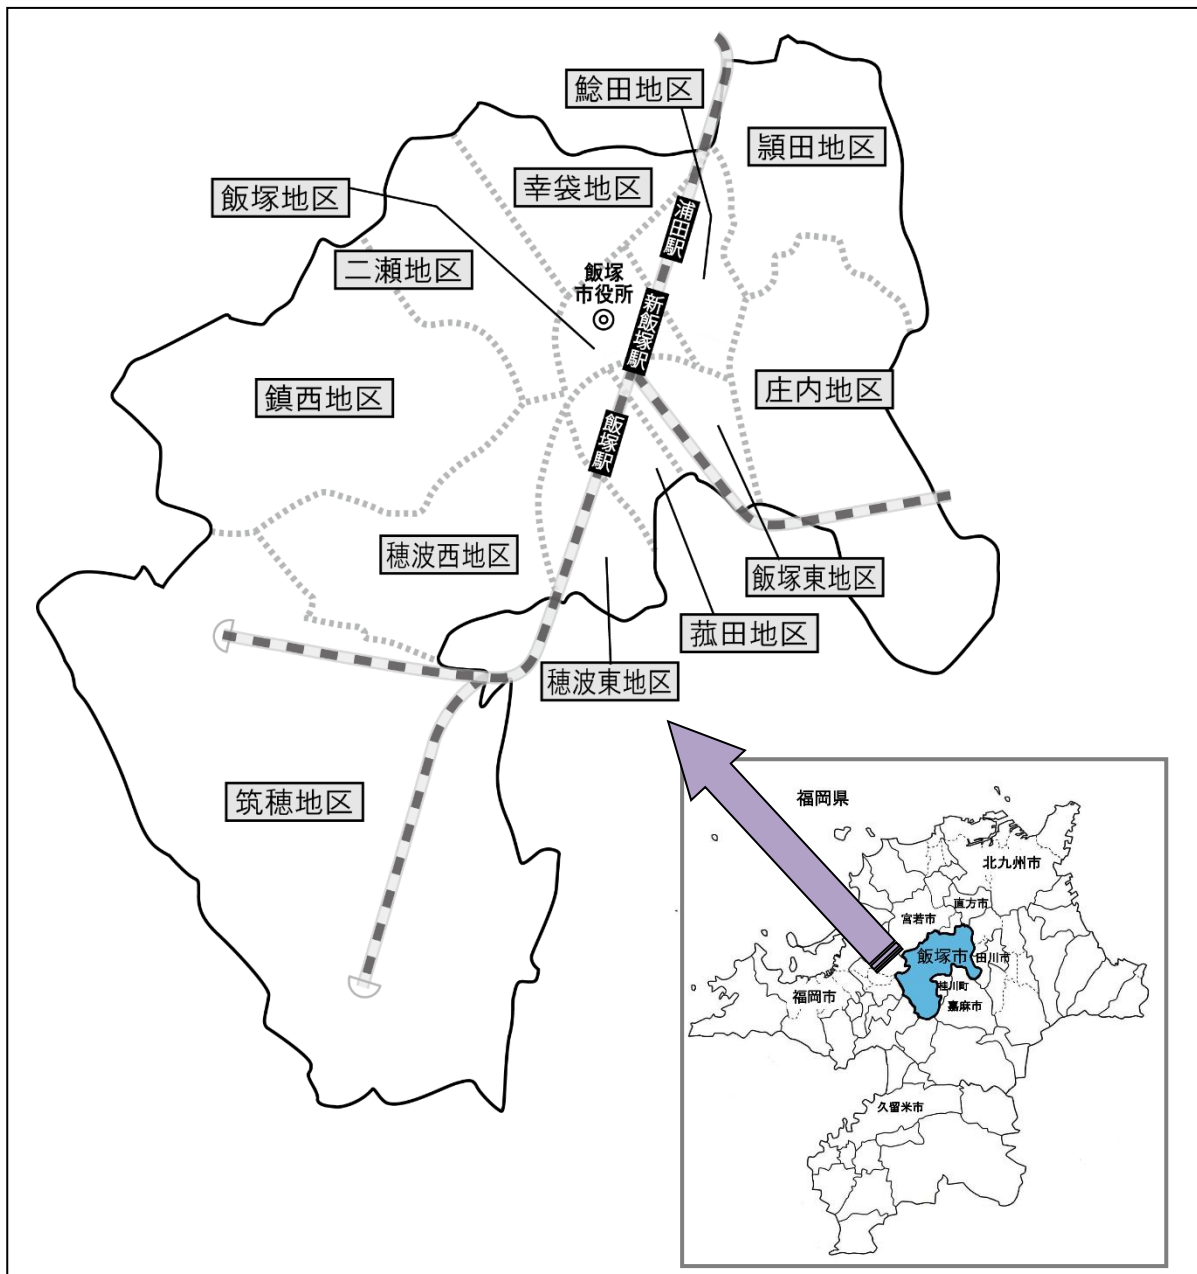 鯰田地区
頴田地区
幸袋地区
飯塚地区
浦田駅
二瀬地区
飯塚
市役所
新飯塚駅
鎮西地区
庄内地区
飯塚駅
穂波西地区
飯塚東地区
菰田地区
穂波東地区
筑穂地区
福岡県
北九州市
直方市
宮若市
飯塚市
田川市
桂川町
福岡市
嘉麻市
久留米市